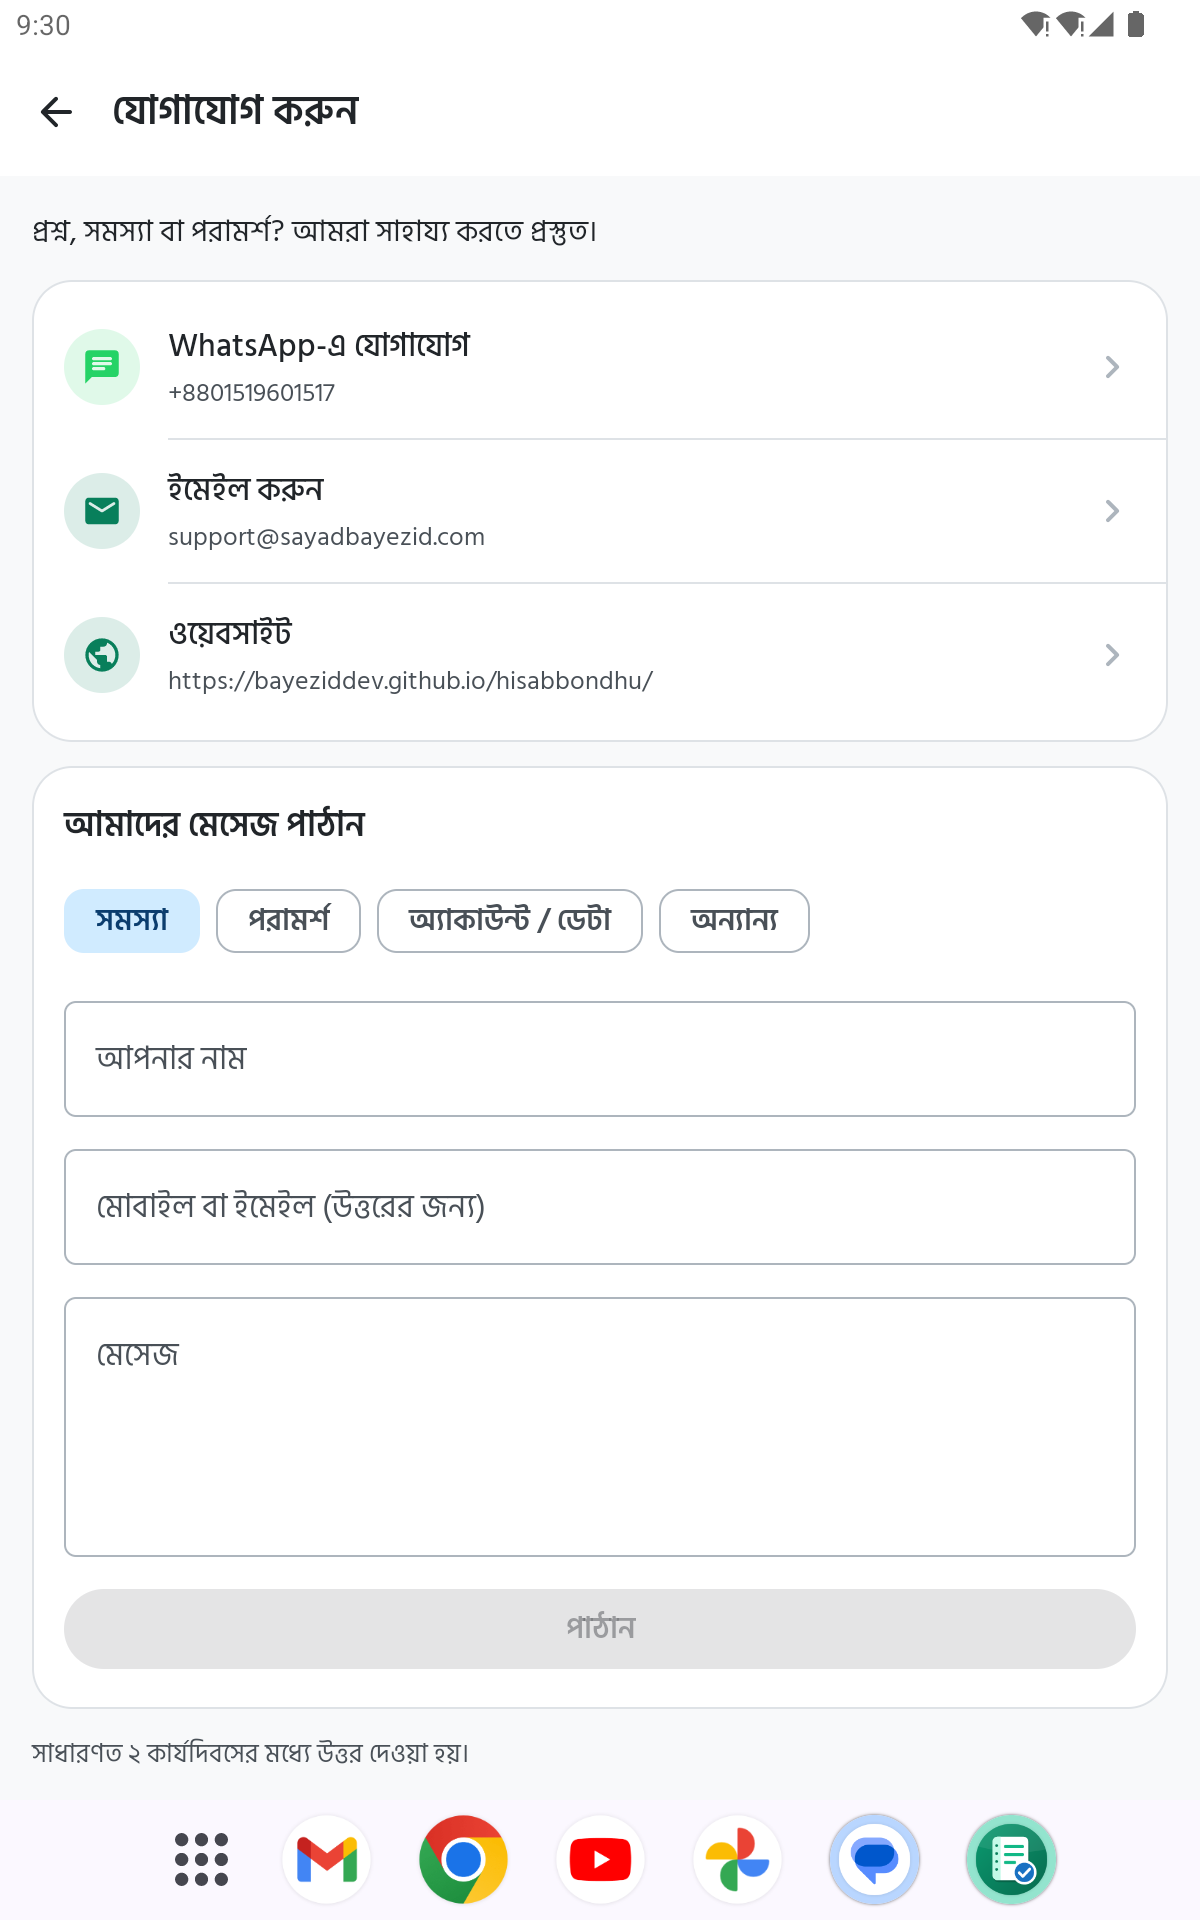 9:30
যোগাযোগ করুন
প্রশ্ন, সমস্যা বা পরামর্শ? আমরা সাহায্য করতে প্রস্তুত।
WhatsApp-এ যোগাযোগ
+8801519601517
ইমেইল করুন
support@sayadbayezid.com
ওয়েবসাইট
https://bayeziddev.github.io/hisabbondhu/
আমাদের মেসেজ পাঠান
সমস্যা পরামর্শ অ্যাকাউন্ট / ডেটা অন্যান্য
আপনার নাম
মোবাইল বা ইমেইল (উত্তরের জন্য)
মেসেজ
পাঠান
সাধারণত ২ কার্যদিবসের মধ্যে উত্তর দেওয়া হয়।